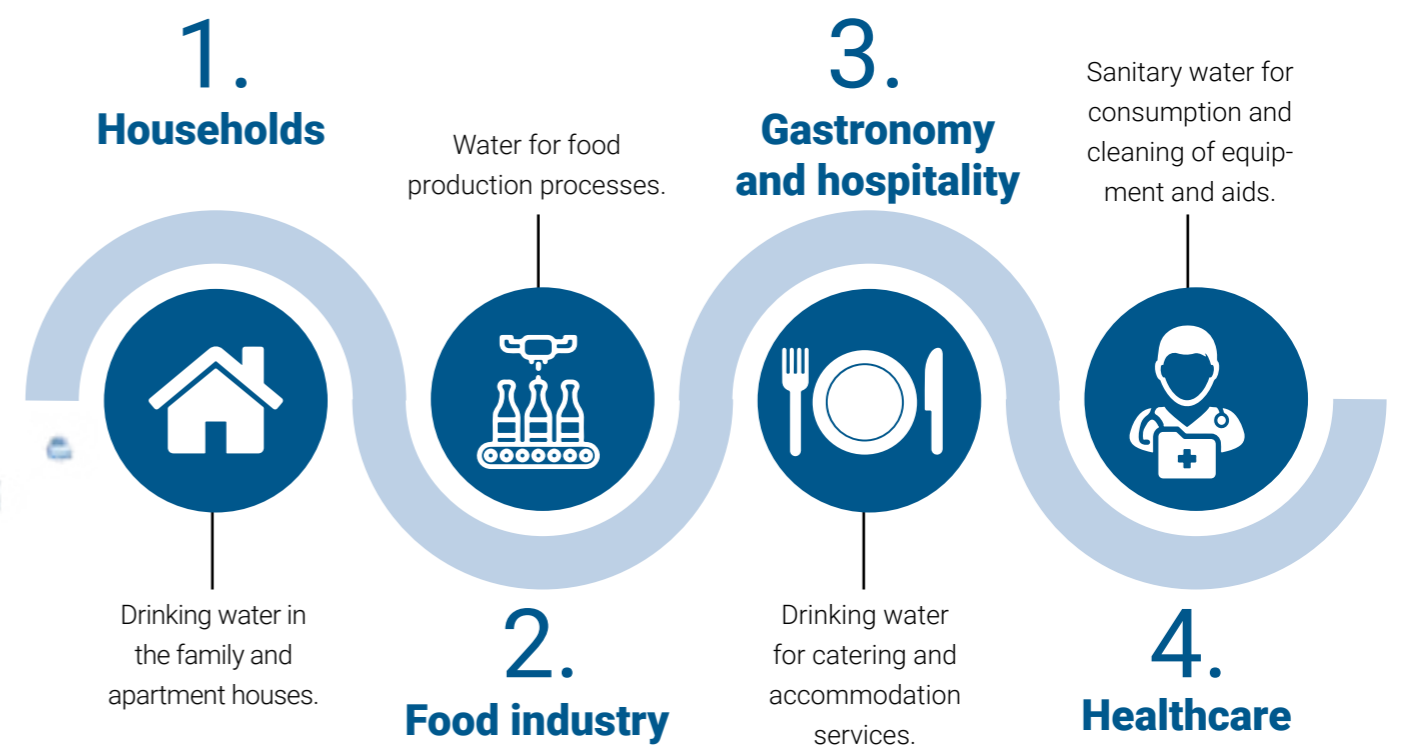 1.
Households
Drinking water in
the family and
apartment houses.
Water for food
production processes.
2.
Food industry
3.
Gastronomy
and hospitality
Drinking water
for catering and
accommodation
services.
Sanitary water for
consumption and
cleaning of equip-
ment and aids.
4.
Healthcare